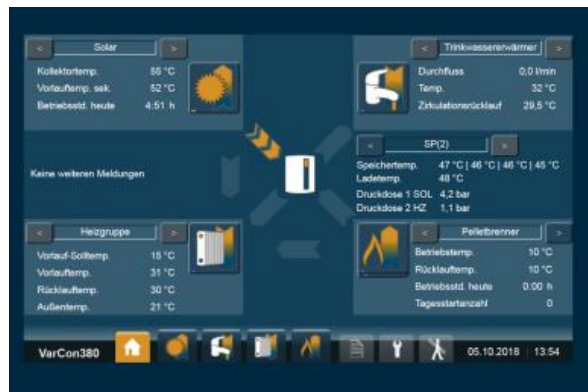 < Solar >
Kollektortemp. 55 °C
Vorlauftemp. sek. 52 °C
Betriebsstd. heute 4:51 h
< Trinkwassererwärmer >
Durchfluss 0,0 l/min
Temp. 32 °C
Zirkulationsrücklauf 29,5 °C
Keine weiteren Meldungen
< SP(2) >
Speichertemp. 47 °C | 46 °C | 46 °C | 45 °C
Ladetemp. 48 °C
Druckdose 1 SOL 4,2 bar
Druckdose 2 HZ 1,1 bar
< Heizgruppe >
Vorlauf-Solltemp. 15 °C
Vorlauftemp. 31 °C
Rücklauftemp. 30 °C
Außentemp. 21 °C
< Pelletbrenner >
Betriebstemp. 10 °C
Rücklauftemp. 10 °C
Betriebsstd. heute 0:00 h
Tagesstartanzahl 0
VarCon380 05.10.2018 13:54